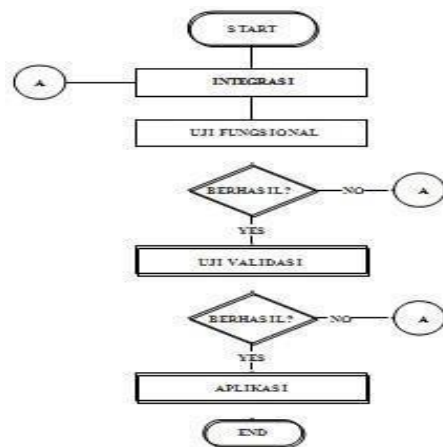 START
A
INTEGRASI
UJI FUNGSIONAL
BERHASIL?
NO
A
YES
UJI VALIDASI
BERHASIL?
NO
A
YES
APLIKASI
END